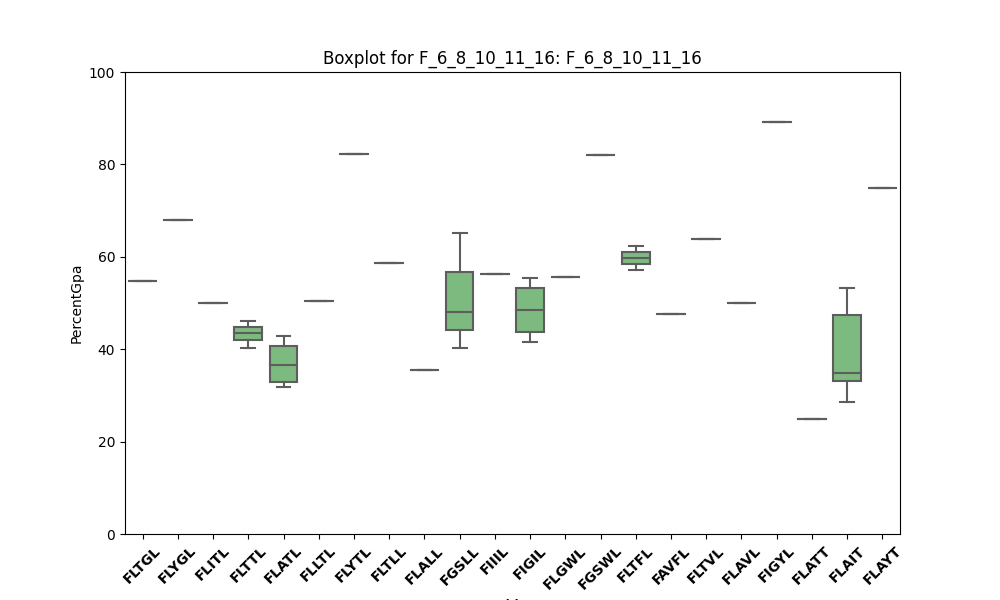 Boxplot for F_6_8_10_11_16: F_6_8_10_11_16
100
80
60
40
20
0
PercentGpa
FLTGL FLYGL FLITL FLTTL FLATL FLLTL FLYTL FLTLL FLALL FGSLL FIIIL FIGIL FLGWL FGSWL FLTFL FAVFL FLTVL FLAVL FIGYL FLATT FLAIT FLAYT